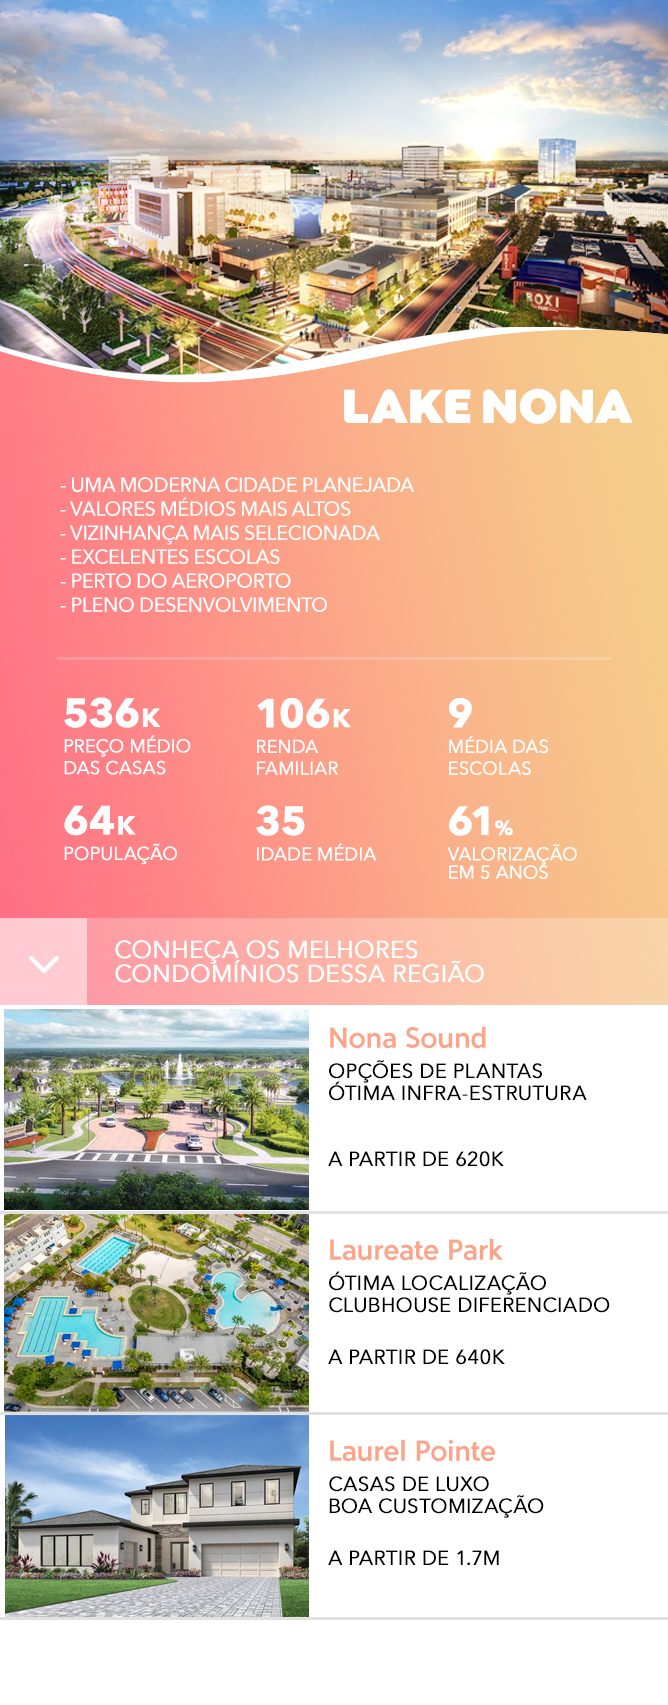 BOXI
PARK
LAKE NONA
- UMA MODERNA CIDADE PLANEJADA
- VALORES MÉDIOS MAIS ALTOS
- VIZINHANÇA MAIS SELECIONADA
- EXCELENTES ESCOLAS
- PERTO DO AEROPORTO
- PLENO DESENVOLVIMENTO
536K
PREÇO MÉDIO
DAS CASAS
106K
RENDA
FAMILIAR
9
MÉDIA DAS
ESCOLAS
64K
POPULAÇÃO
35
IDADE MÉDIA
61%
VALORIZAÇÃO
EM 5 ANOS
CONHEÇA OS MELHORES
CONDOMÍNIOS DESSA REGIÃO
Nona Sound
OPÇÕES DE PLANTAS
ÓTIMA INFRA-ESTRUTURA
A PARTIR DE 620K
Laureate Park
ÓTIMA LOCALIZAÇÃO
CLUBHOUSE DIFERENCIADO
A PARTIR DE 640K
Laurel Pointe
CASAS DE LUXO
BOA CUSTOMIZAÇÃO
A PARTIR DE 1.7M